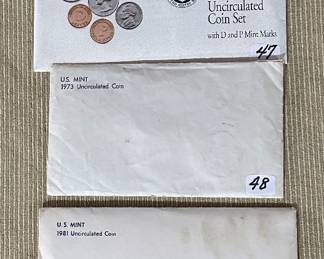 Uncirculated
Coin Set
with D and P Mint Marks
47
U.S. MINT
1973 Uncirculated Coin
48
U.S. MINT
1981 Uncirculated Coin